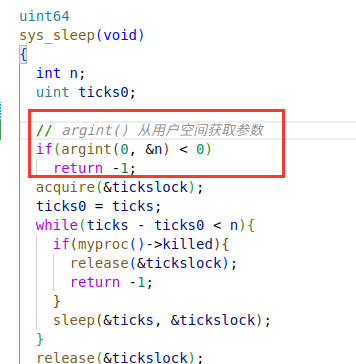 uint64
sys_sleep(void)
{
  int n;
  uint ticks0;

  // argint() 从用户空间获取参数
  if(argint(0, &n) < 0)
    return -1;
  acquire(&tickslock);
  ticks0 = ticks;
  while(ticks - ticks0 < n){
    if(myproc()->killed){
      release(&tickslock);
      return -1;
    }
    sleep(&ticks, &tickslock);
  }
  release(&tickslock);